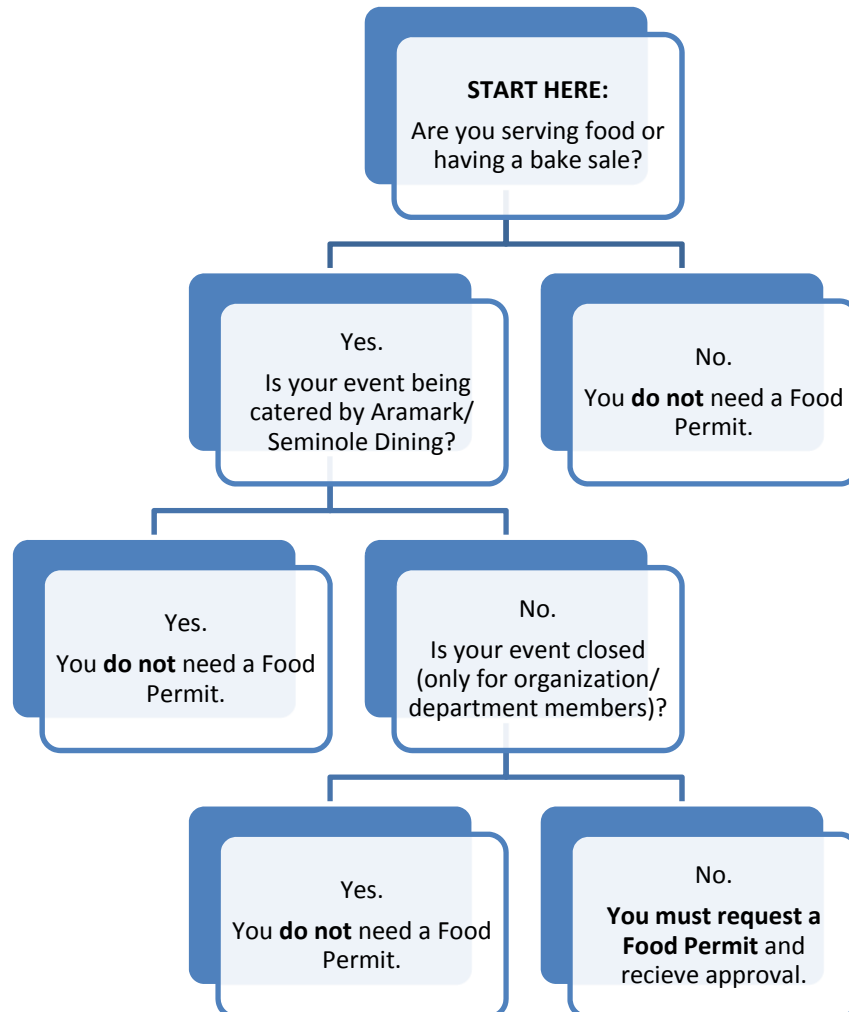 START HERE:
Are you serving food or
having a bake sale?
Yes.
Is your event being
catered by Aramark/
Seminole Dining?
No.
You do not need a Food
Permit.
Yes.
You do not need a Food
Permit.
No.
Is your event closed
(only for organization/
department members)?
Yes.
You do not need a Food
Permit.
No.
You must request a
Food Permit and
recieve approval.